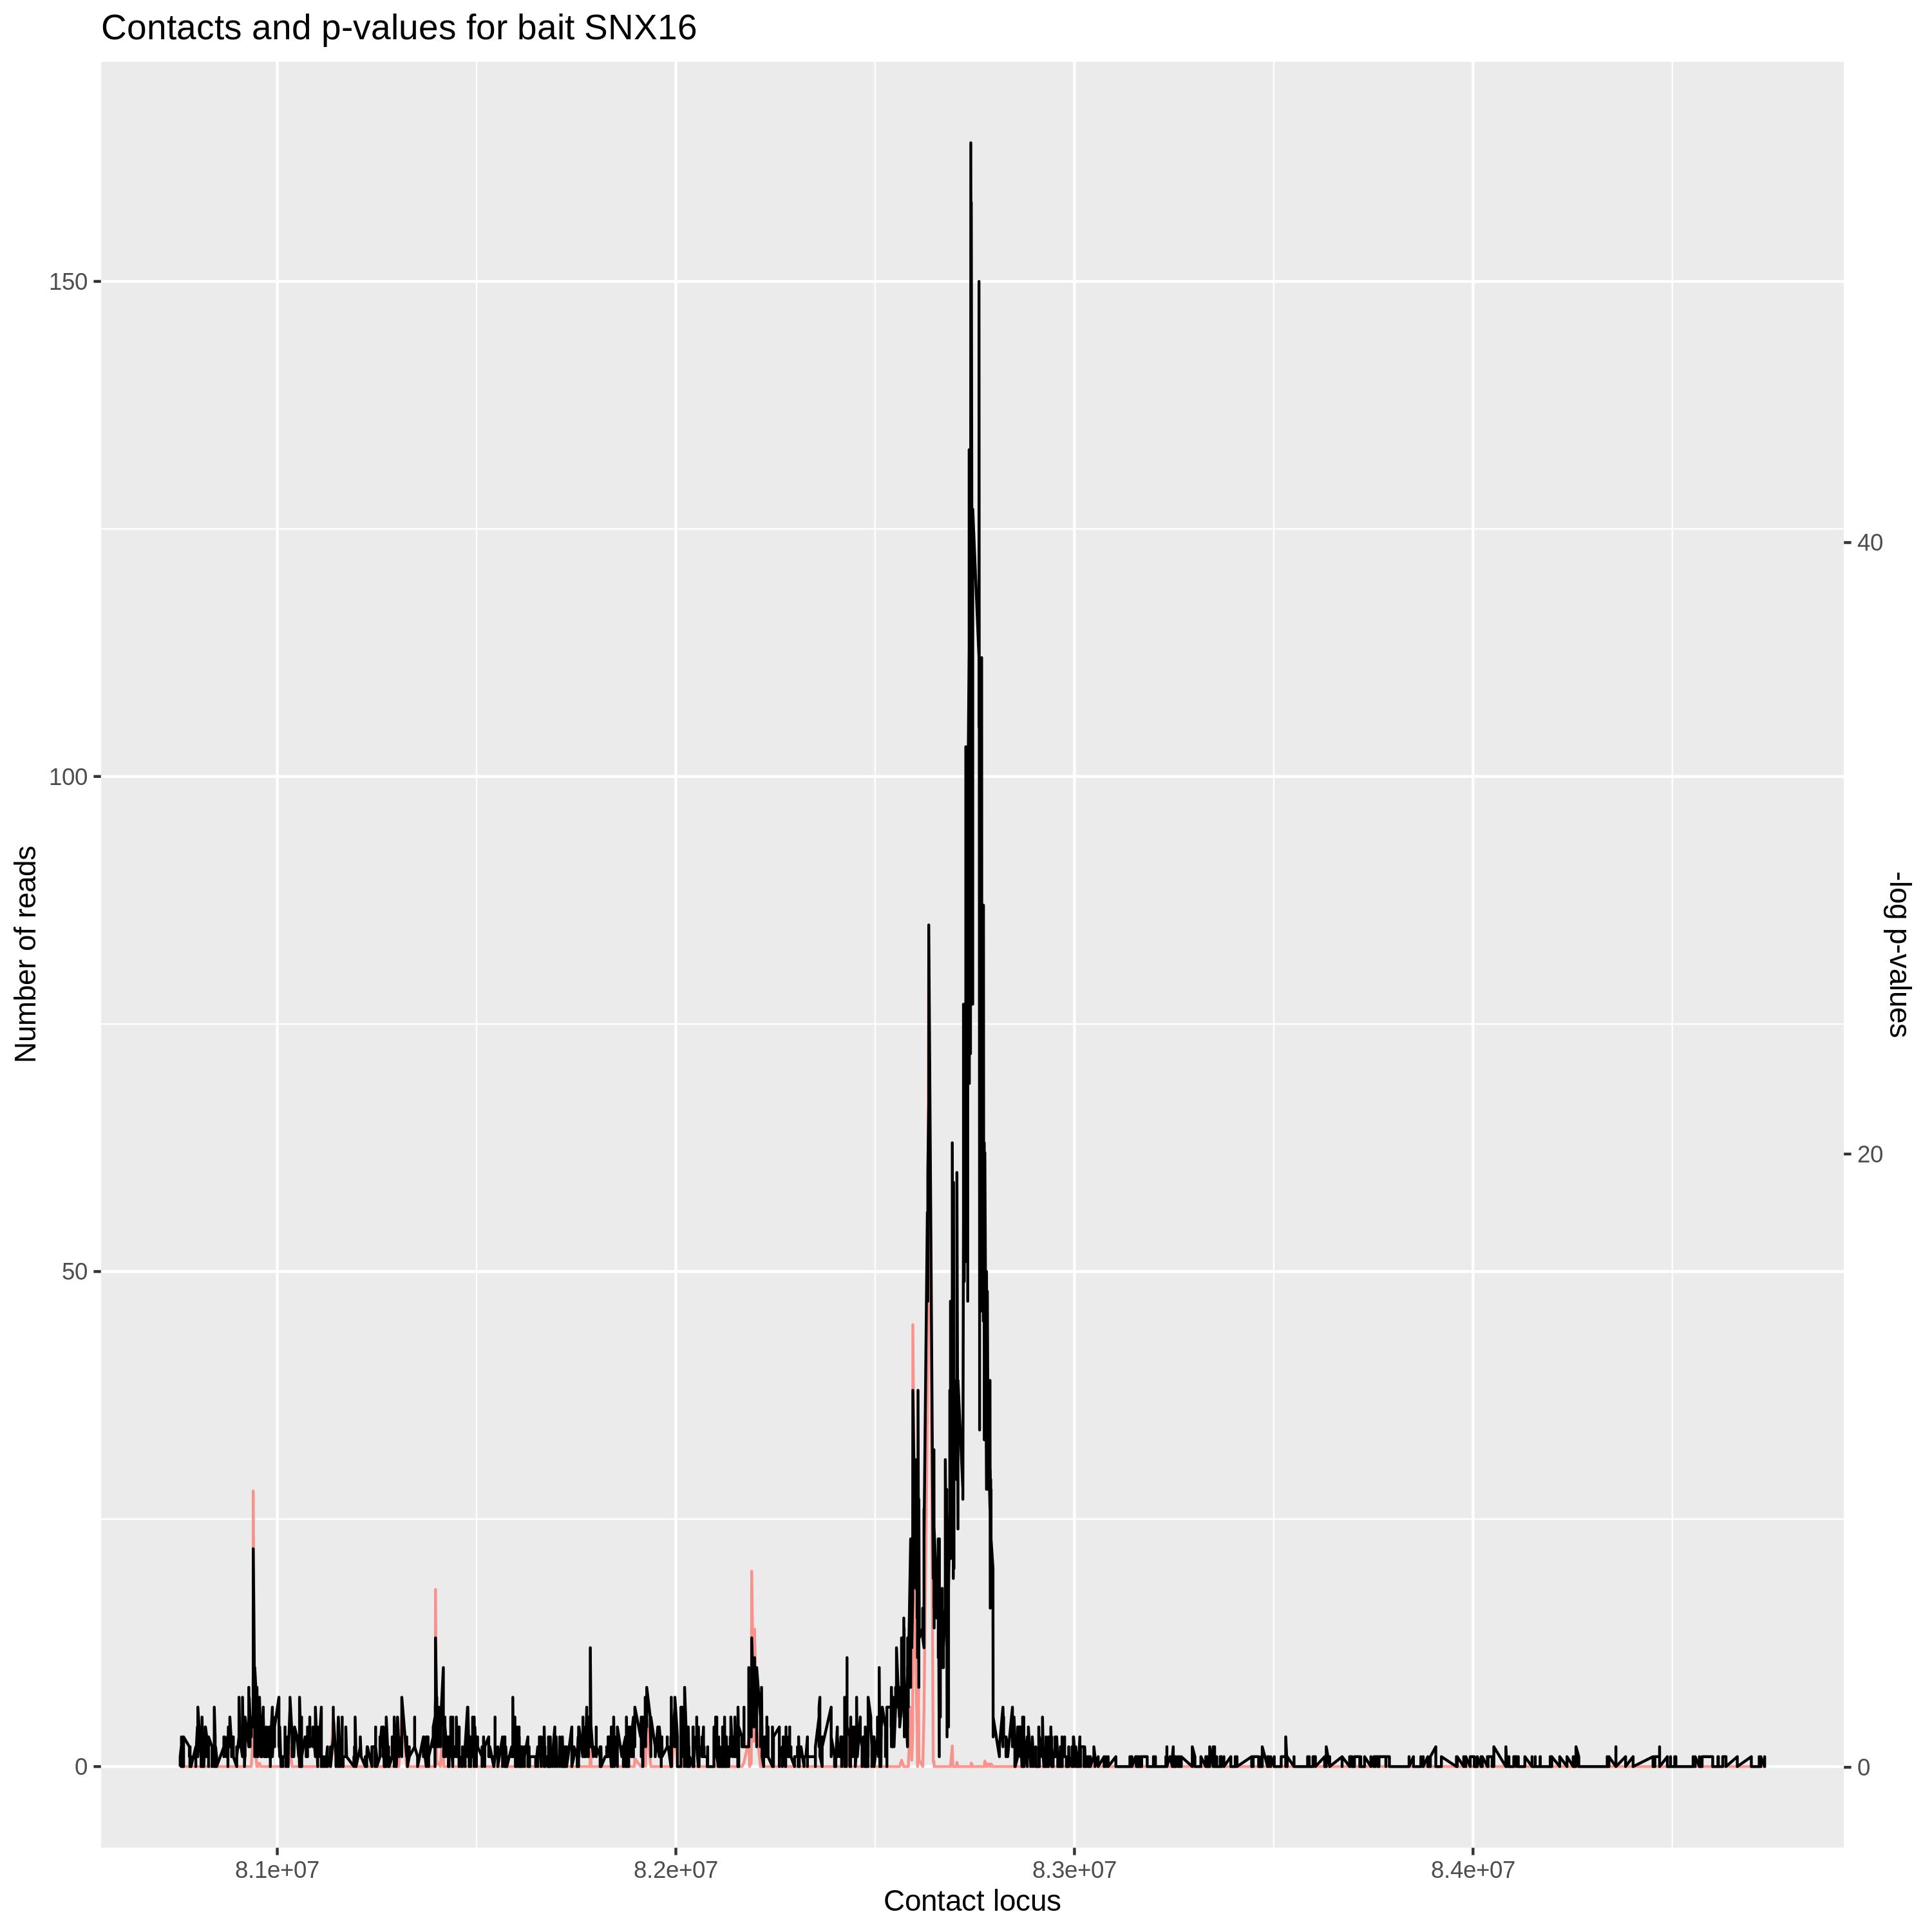 Contacts and p-values for bait SNX16
150
100
50
0
Number of reads
40
20
0
-log p-values
8.1e+07
8.2e+07
8.3e+07
8.4e+07
Contact locus